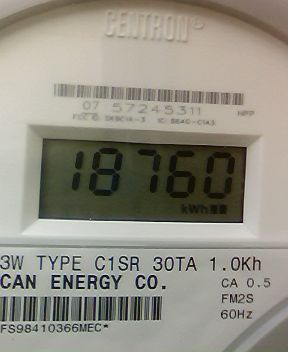 CENTRON®
07 57245311 NPP
18760
kWh
3W TYPE C1SR 30TA 1.0Kh
CAN ENERGY CO. CA 0.5
FM2S
60Hz
FS98410366MEC*